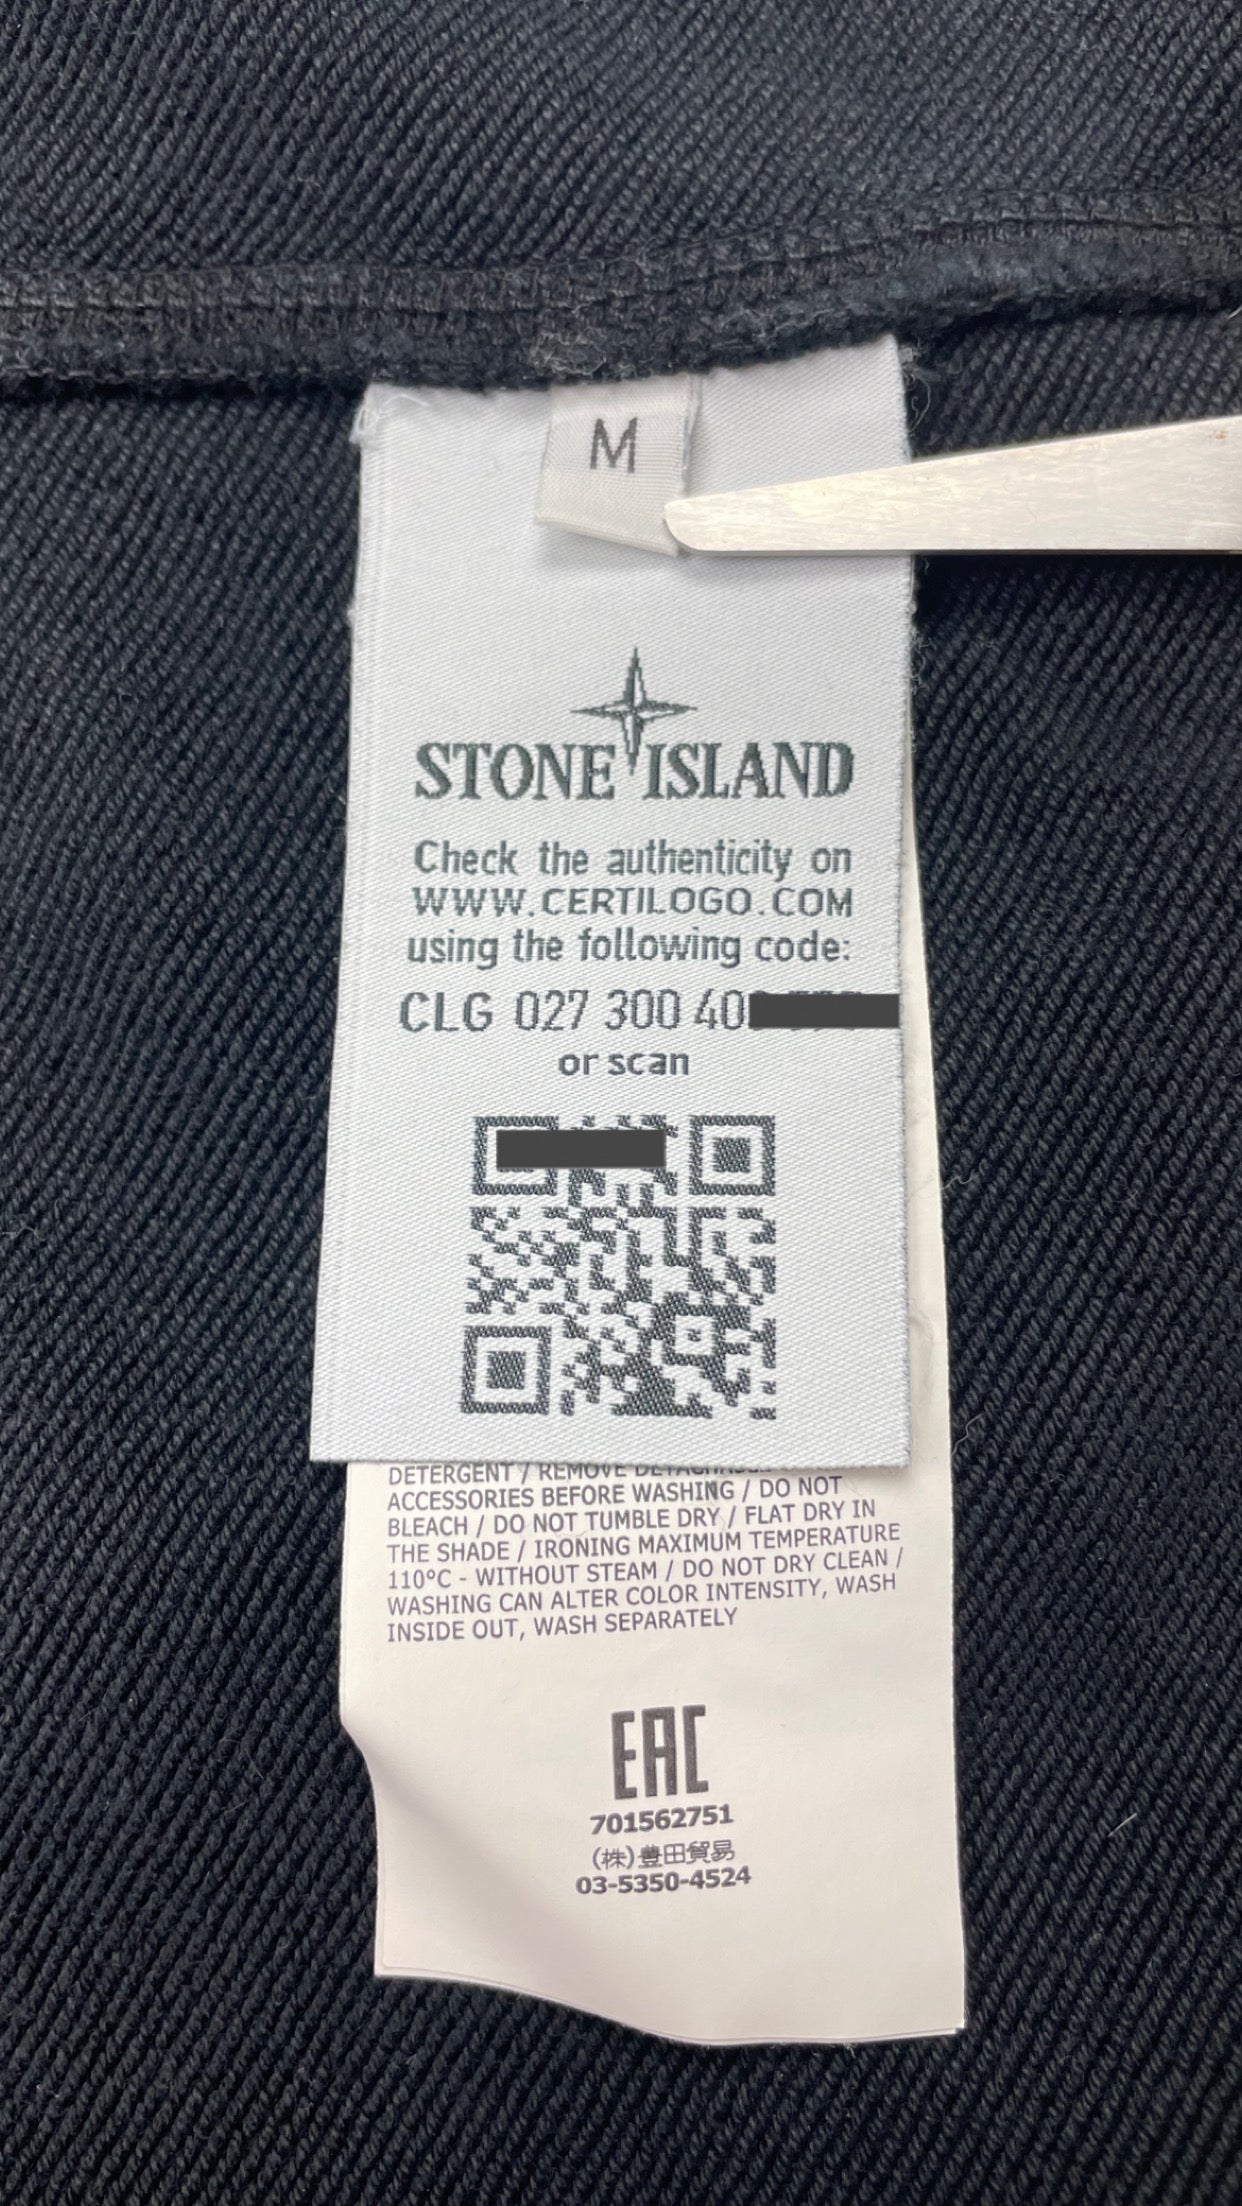 M
STONE ISLAND
Check the authenticity on
WWW.CERTILOGO.COM
using the following code:
CLG 027 300 40
or scan
DETERGENT / REMOVE DETACHABLE
ACCESSORIES BEFORE WASHING / DO NOT
BLEACH / DO NOT TUMBLE DRY / FLAT DRY IN
THE SHADE / IRONING MAXIMUM TEMPERATURE
110°C - WITHOUT STEAM / DO NOT DRY CLEAN /
WASHING CAN ALTER COLOR INTENSITY, WASH
INSIDE OUT, WASH SEPARATELY
EAC
701562751
(株)豊田貿易
03-5350-4524